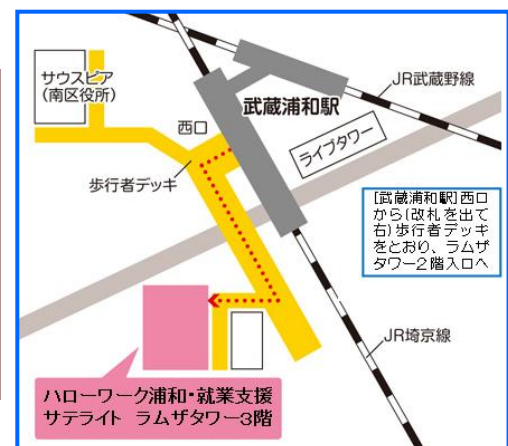 サウスピア
(南区役所)
JR武蔵野線
武蔵浦和駅
西口
ライブタワー
歩行者デッキ
[武蔵浦和駅]西口
から(改札を出て
右)歩行者デッキ
をとおり、ラムザ
タワー2階入口へ
JR埼京線
ハローワーク浦和・就業支援
サテライト ラムザタワー3階